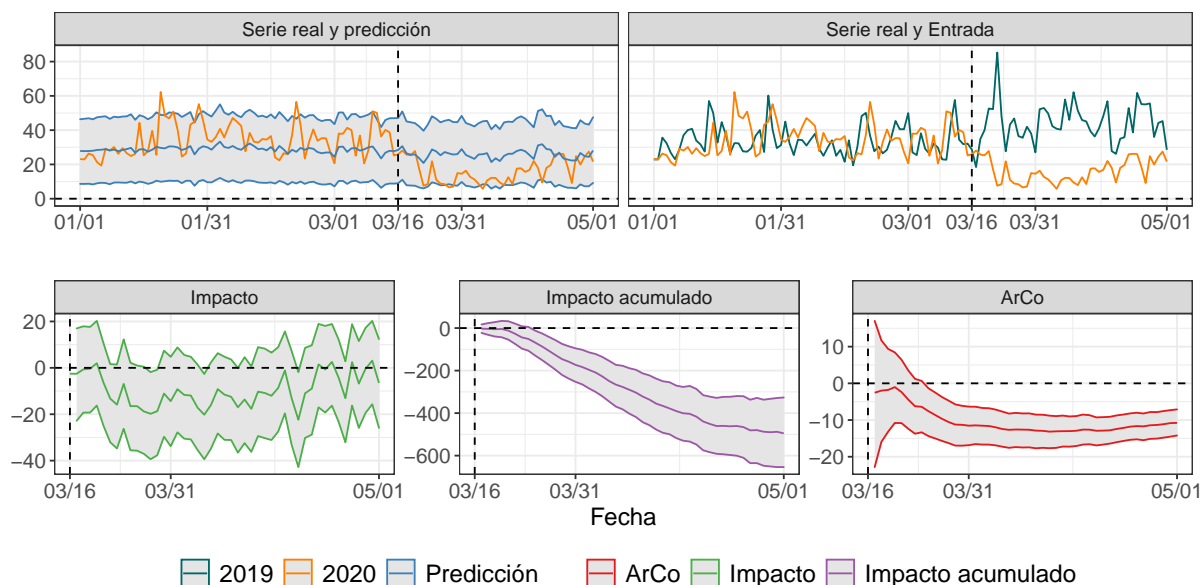 Serie real y predicción
Serie real y Entrada
80
60
40
20
0
01/01 01/31 03/01 03/16 03/31 05/01
01/01 01/31 03/01 03/16 03/31 05/01
Impacto
Impacto acumulado
ArCo
20
0
−20
−40
03/16 03/31 05/01
0
−200
−400
−600
03/16 03/31 05/01
10
0
−10
−20
03/16 03/31 05/01
Fecha
2019 2020 Predicción ArCo Impacto Impacto acumulado